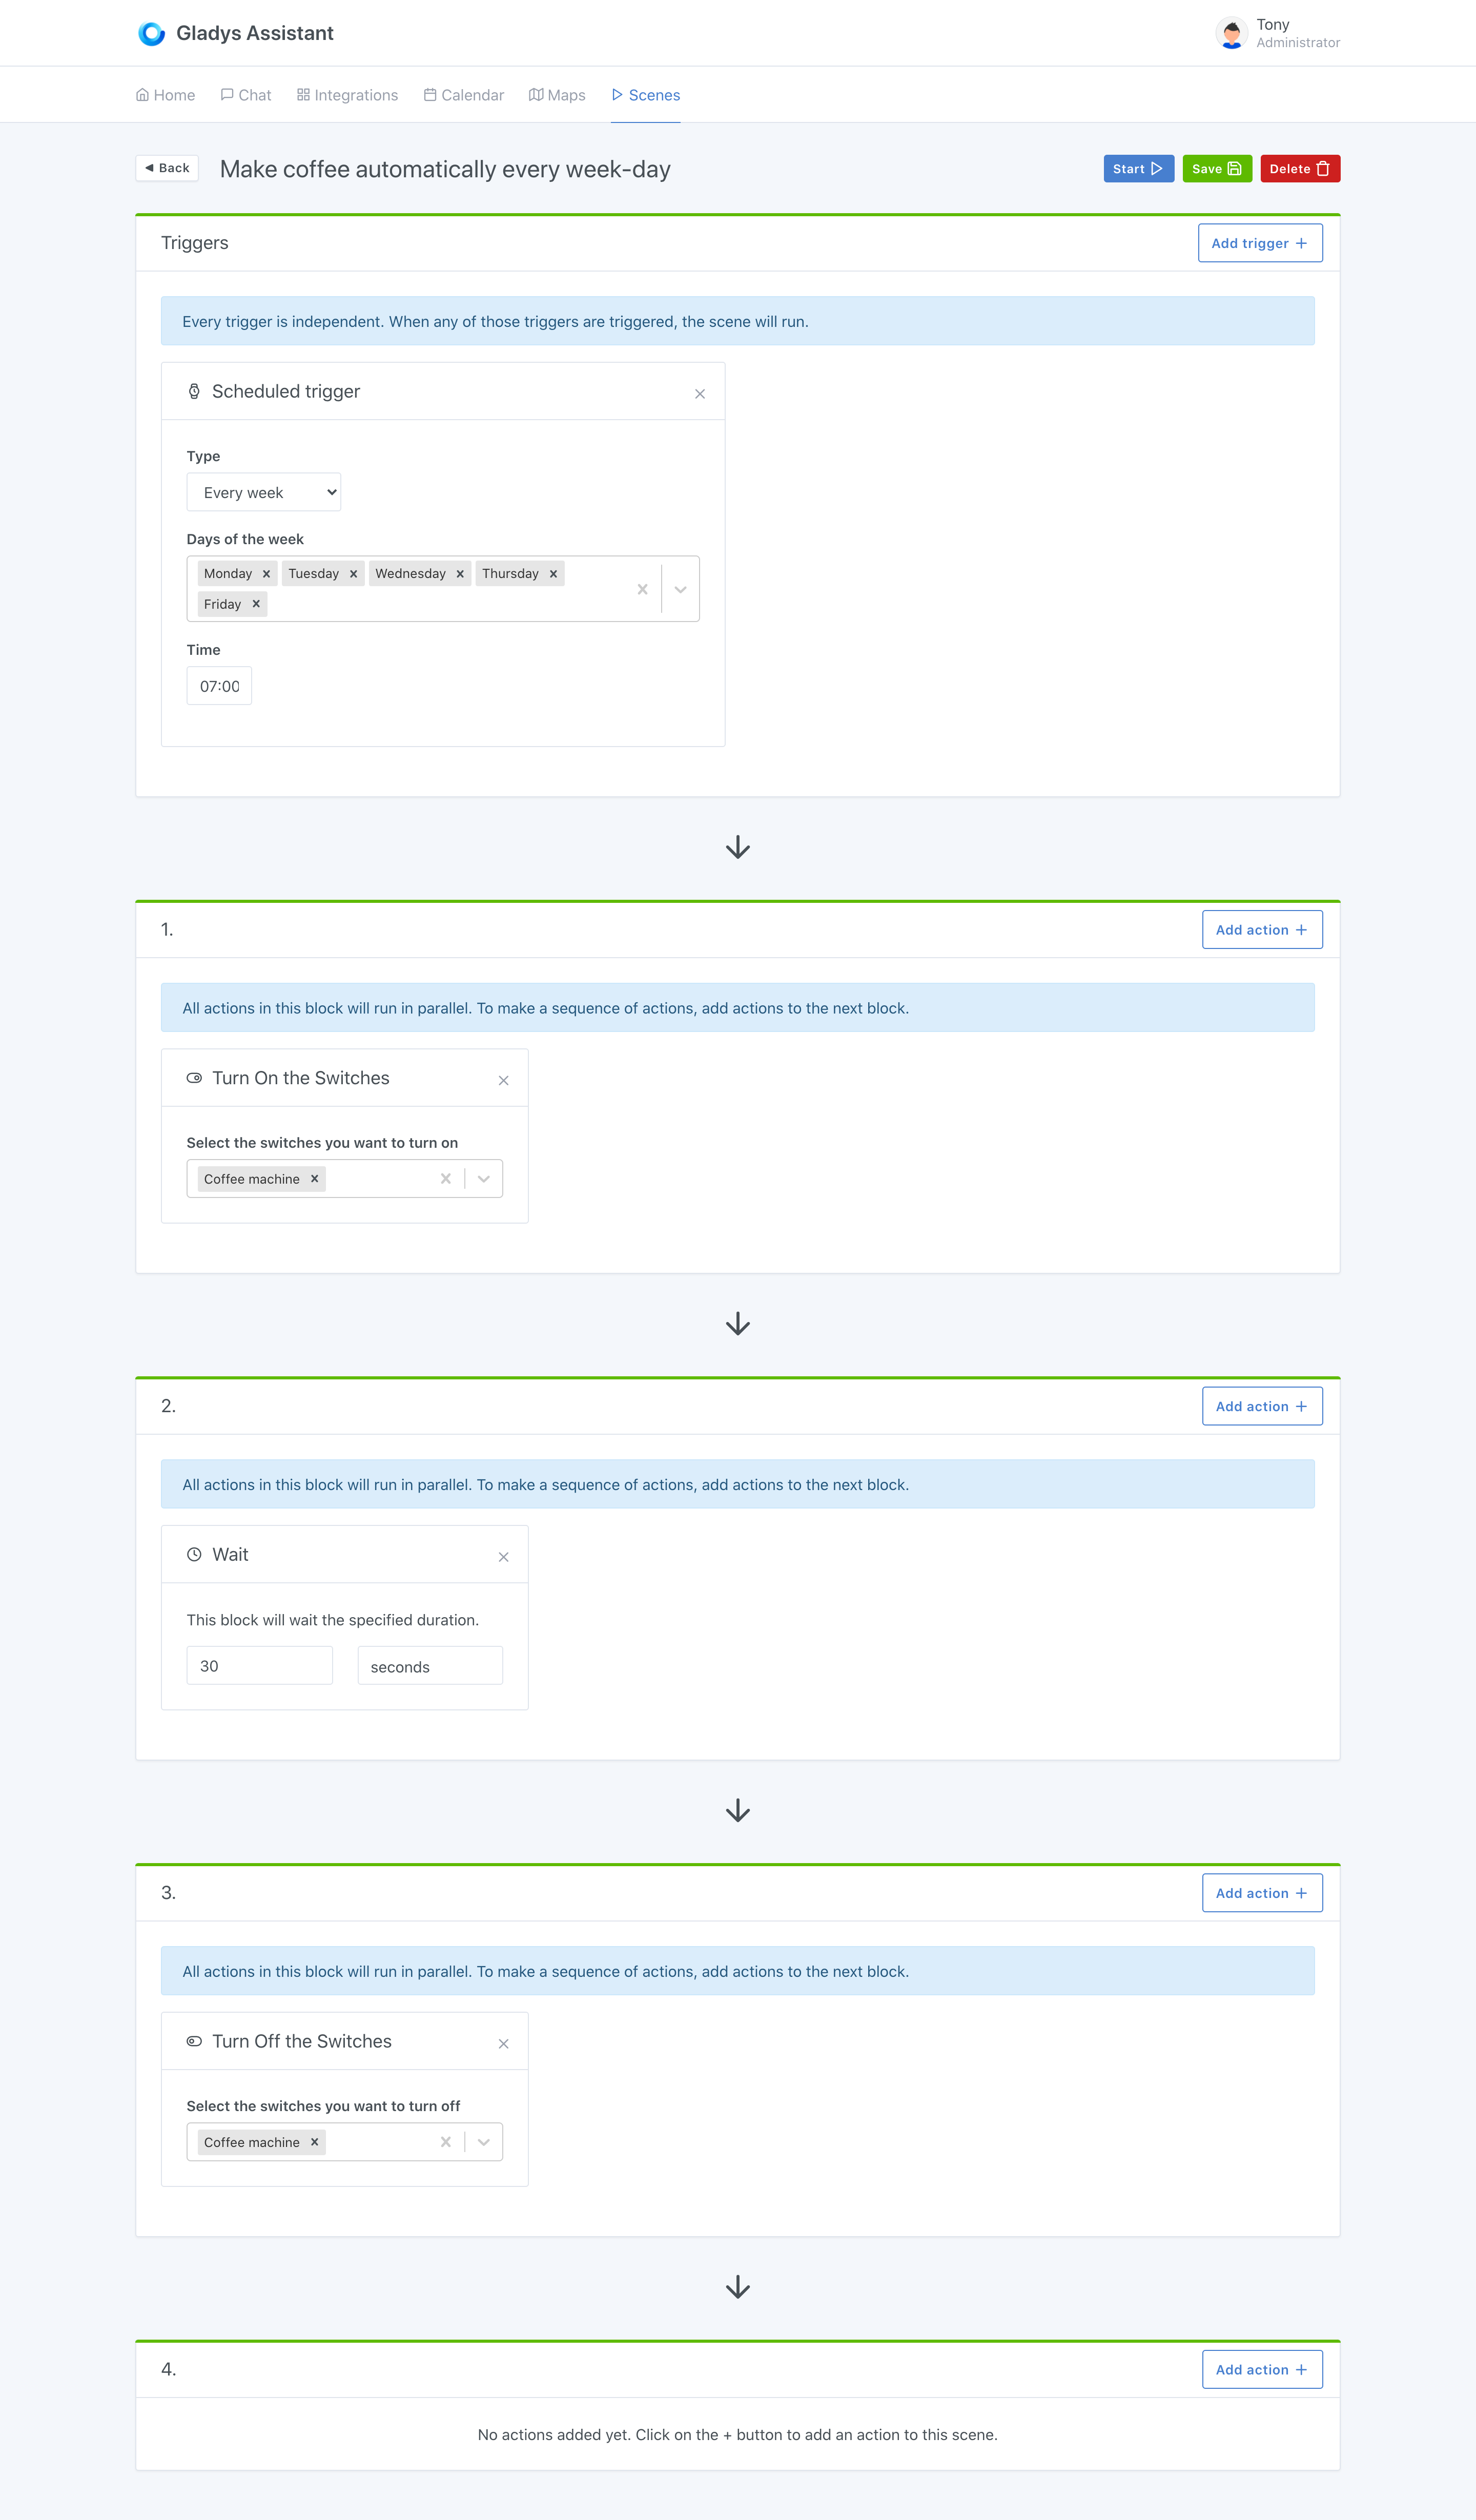 Gladys Assistant
Tony
Administrator
Home Chat Integrations Calendar Maps Scenes
◄ Back Make coffee automatically every week-day Start Save Delete
Triggers Add trigger +
Every trigger is independent. When any of those triggers are triggered, the scene will run.
Scheduled trigger
Type
Every week
Days of the week
Monday Tuesday Wednesday Thursday
Friday
Time
07:00
1. Add action +
All actions in this block will run in parallel. To make a sequence of actions, add actions to the next block.
Turn On the Switches
Select the switches you want to turn on
Coffee machine
2. Add action +
All actions in this block will run in parallel. To make a sequence of actions, add actions to the next block.
Wait
This block will wait the specified duration.
30 seconds
3. Add action +
All actions in this block will run in parallel. To make a sequence of actions, add actions to the next block.
Turn Off the Switches
Select the switches you want to turn off
Coffee machine
4. Add action +
No actions added yet. Click on the + button to add an action to this scene.